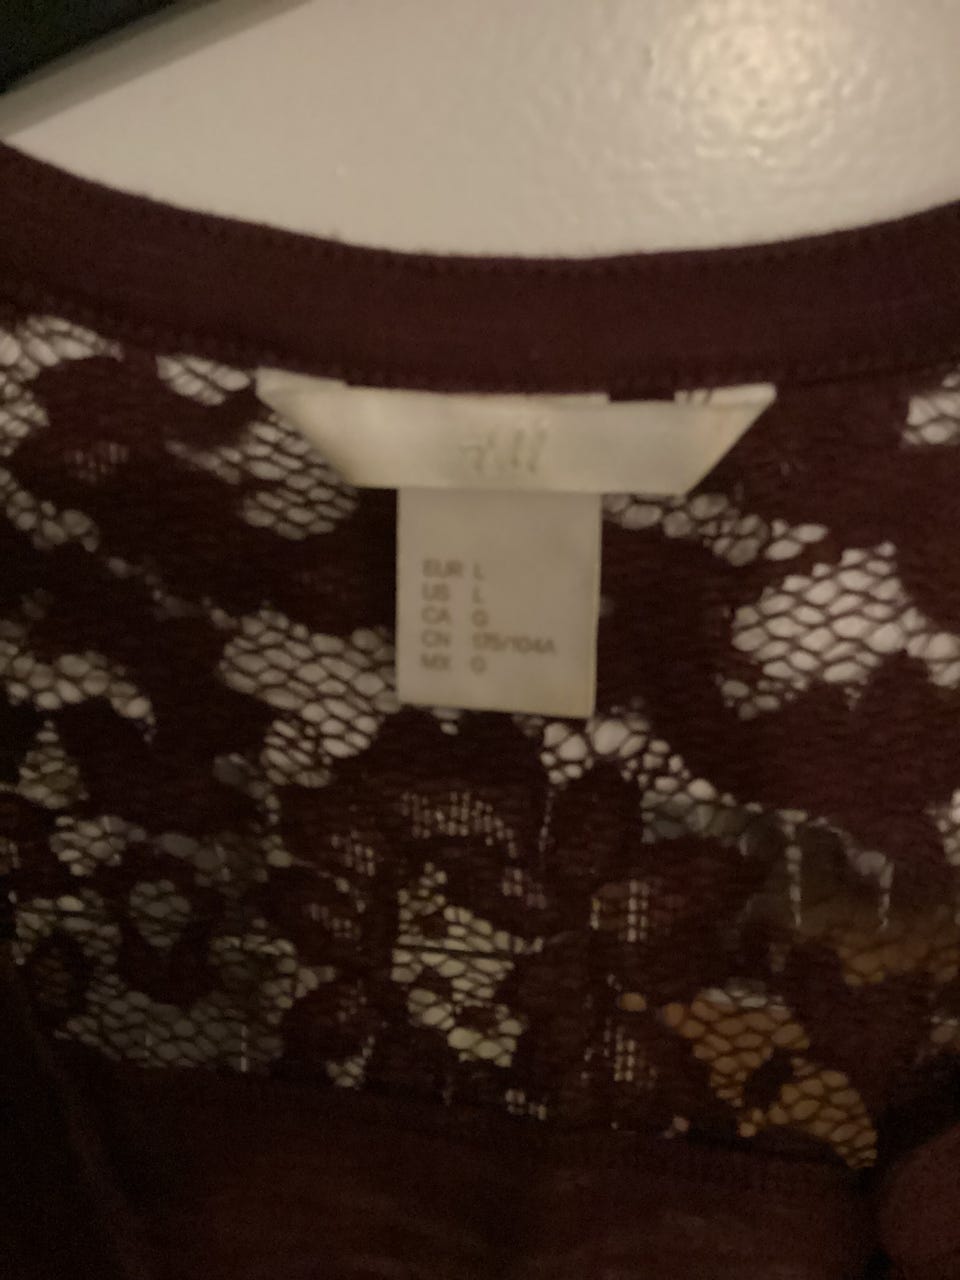 EUR L
US L
CA G
CN 175/104A
MX G